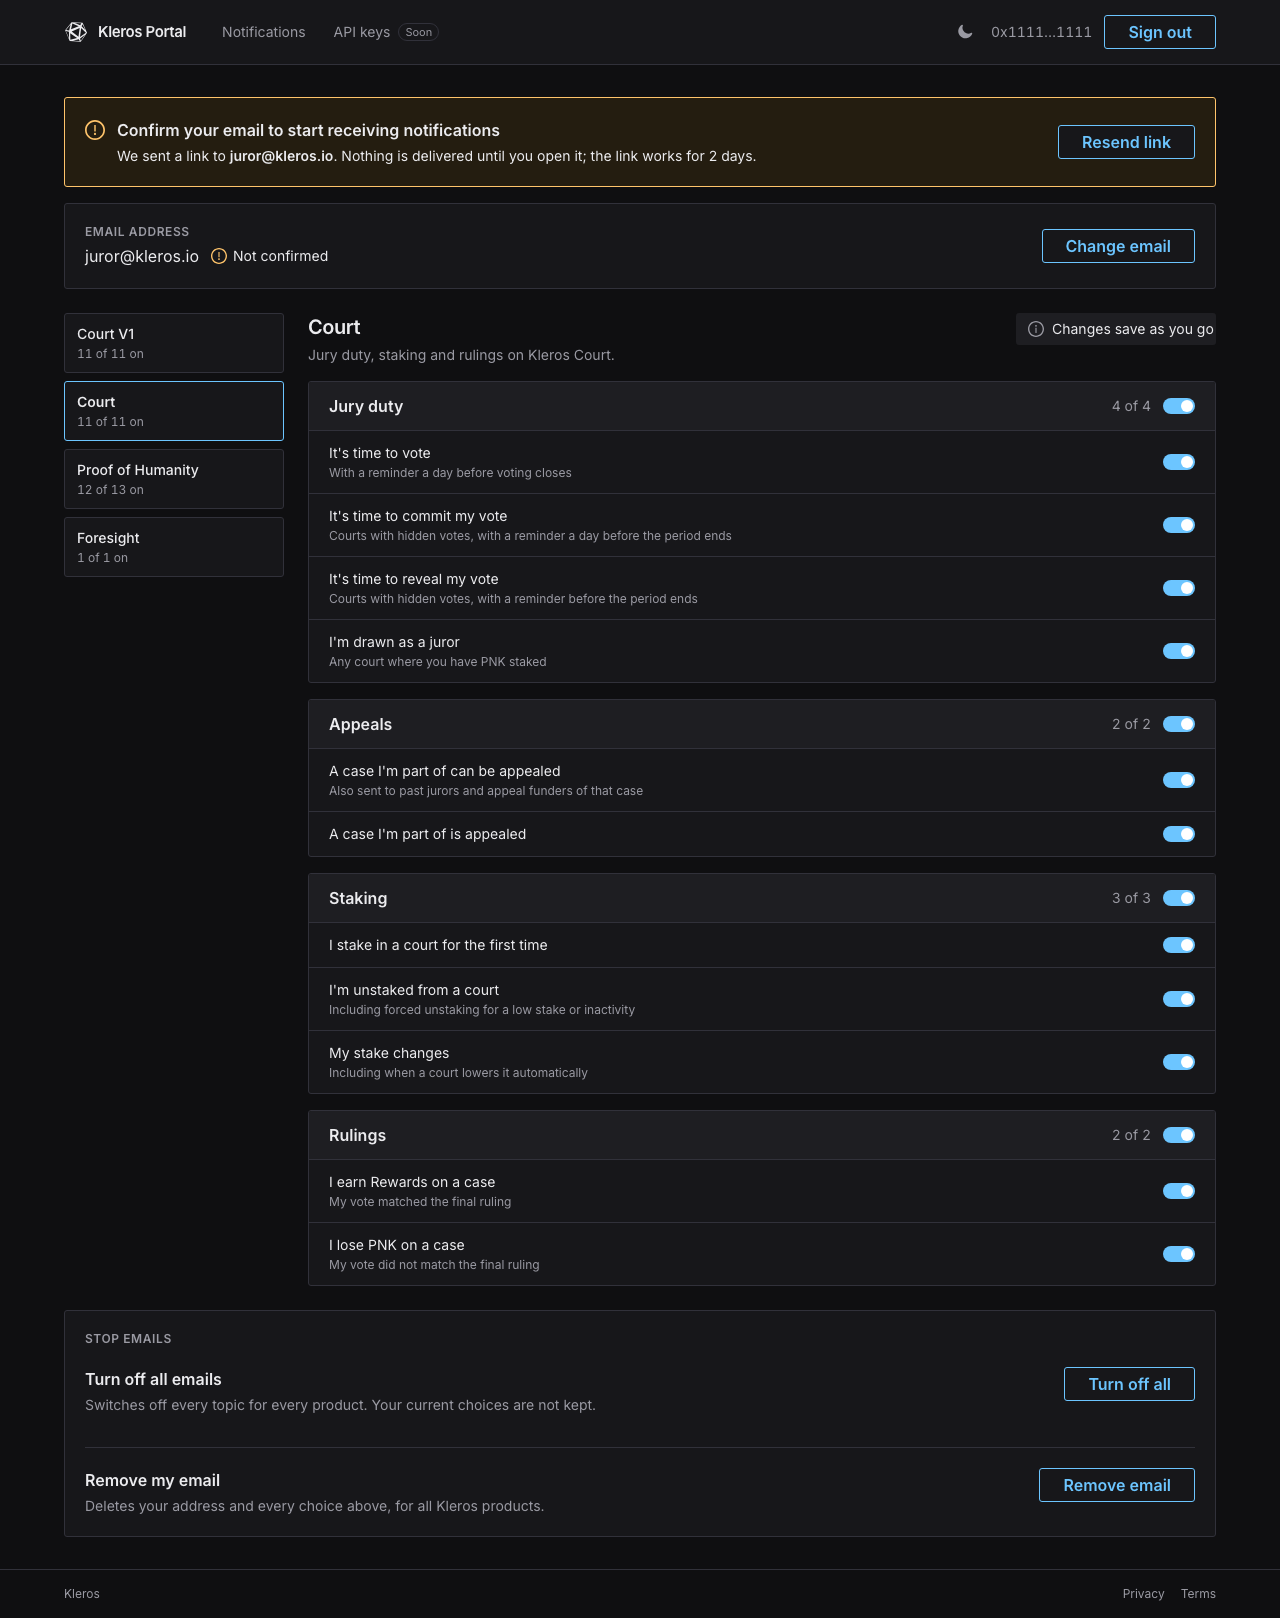 Kleros Portal
Notifications
API keys
Soon
0x1111...1111
Sign out
Confirm your email to start receiving notifications
We sent a link to juror@kleros.io. Nothing is delivered until you open it; the link works for 2 days.
Resend link
EMAIL ADDRESS
juror@kleros.io
Not confirmed
Change email
Court V1
11 of 11 on
Court
11 of 11 on
Proof of Humanity
12 of 13 on
Foresight
1 of 1 on
Court
Jury duty, staking and rulings on Kleros Court.
Changes save as you go
Jury duty
4 of 4
It's time to vote
With a reminder a day before voting closes
It's time to commit my vote
Courts with hidden votes, with a reminder a day before the period ends
It's time to reveal my vote
Courts with hidden votes, with a reminder before the period ends
I'm drawn as a juror
Any court where you have PNK staked
Appeals
2 of 2
A case I'm part of can be appealed
Also sent to past jurors and appeal funders of that case
A case I'm part of is appealed
Staking
3 of 3
I stake in a court for the first time
I'm unstaked from a court
Including forced unstaking for a low stake or inactivity
My stake changes
Including when a court lowers it automatically
Rulings
2 of 2
I earn Rewards on a case
My vote matched the final ruling
I lose PNK on a case
My vote did not match the final ruling
STOP EMAILS
Turn off all emails
Switches off every topic for every product. Your current choices are not kept.
Turn off all
Remove my email
Deletes your address and every choice above, for all Kleros products.
Remove email
Kleros
Privacy
Terms